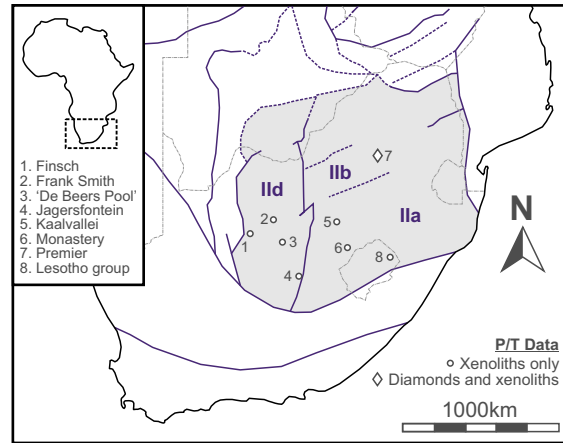 1. Finsch
2. Frank Smith
3. 'De Beers Pool'
4. Jagersfontein
5. Kaalvallei
6. Monastery
7. Premier
8. Lesotho group
7
IIb
IId
IIa
2
5
1
3
6
8
4
N
P/T Data
Xenoliths only
Diamonds and xenoliths
1000km